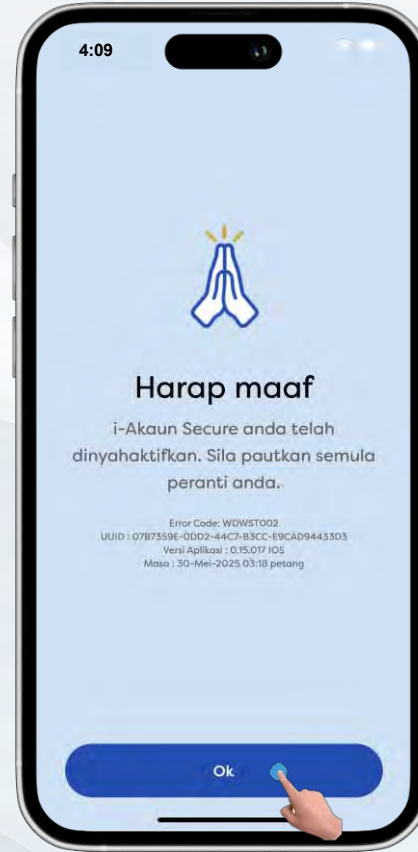 4:09
Harap maaf
i-Akaun Secure anda telah
dinyahaktifkan. Sila pautkan semula
peranti anda.
Error Code: WDWST002
UUID : 07B7359E-0DD2-44C7-B3CC-E9CAD94433D3
Versi Aplikasi : 0.15.017 IOS
Masa : 30-Mei-2025 03:18 petang
Ok